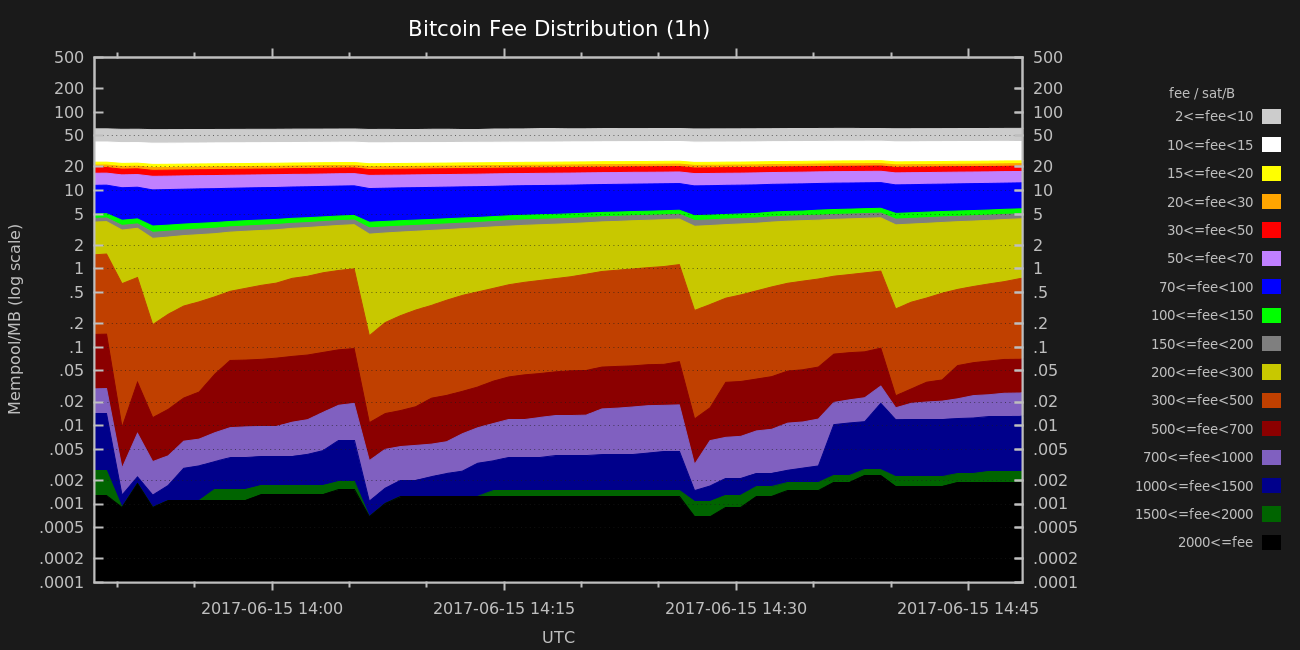 Bitcoin Fee Distribution (1h)
500 500
200 200
100 100
50 50
20 20
10 10
5 5
2 2
1 1
.5 .5
.2 .2
.1 .1
.05 .05
.02 .02
.01 .01
.005 .005
.002 .002
.001 .001
.0005 .0005
.0002 .0002
.0001 .0001
Mempool/MB (log scale)
2017-06-15 14:00 2017-06-15 14:15 2017-06-15 14:30 2017-06-15 14:45
UTC
fee / sat/B
2<=fee<10
10<=fee<15
15<=fee<20
20<=fee<30
30<=fee<50
50<=fee<70
70<=fee<100
100<=fee<150
150<=fee<200
200<=fee<300
300<=fee<500
500<=fee<700
700<=fee<1000
1000<=fee<1500
1500<=fee<2000
2000<=fee